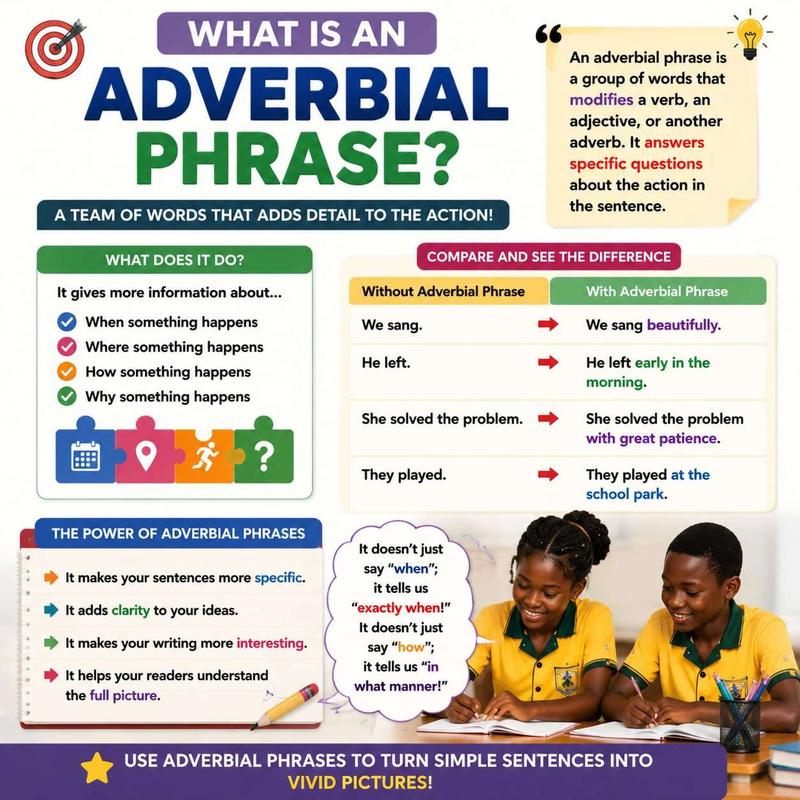 WHAT IS AN
ADVERBIAL
PHRASE?
A TEAM OF WORDS THAT ADDS DETAIL TO THE ACTION!
“
An adverbial phrase is
a group of words that
modifies a verb, an
adjective, or another
adverb. It answers
specific questions
about the action in
the sentence.
WHAT DOES IT DO?
It gives more information about...
When something happens
Where something happens
How something happens
Why something happens
?
COMPARE AND SEE THE DIFFERENCE
Without Adverbial Phrase
With Adverbial Phrase
We sang.
We sang beautifully.
He left.
He left early in the
morning.
She solved the problem.
She solved the problem
with great patience.
They played.
They played at the
school park.
THE POWER OF ADVERBIAL PHRASES
It makes your sentences more specific.
It adds clarity to your ideas.
It makes your writing more interesting.
It helps your readers understand
the full picture.
It doesn’t just
say “when”;
it tells us
“exactly when!”
It doesn’t just
say “how”;
it tells us “in
what manner!”
USE ADVERBIAL PHRASES TO TURN SIMPLE SENTENCES INTO
VIVID PICTURES!